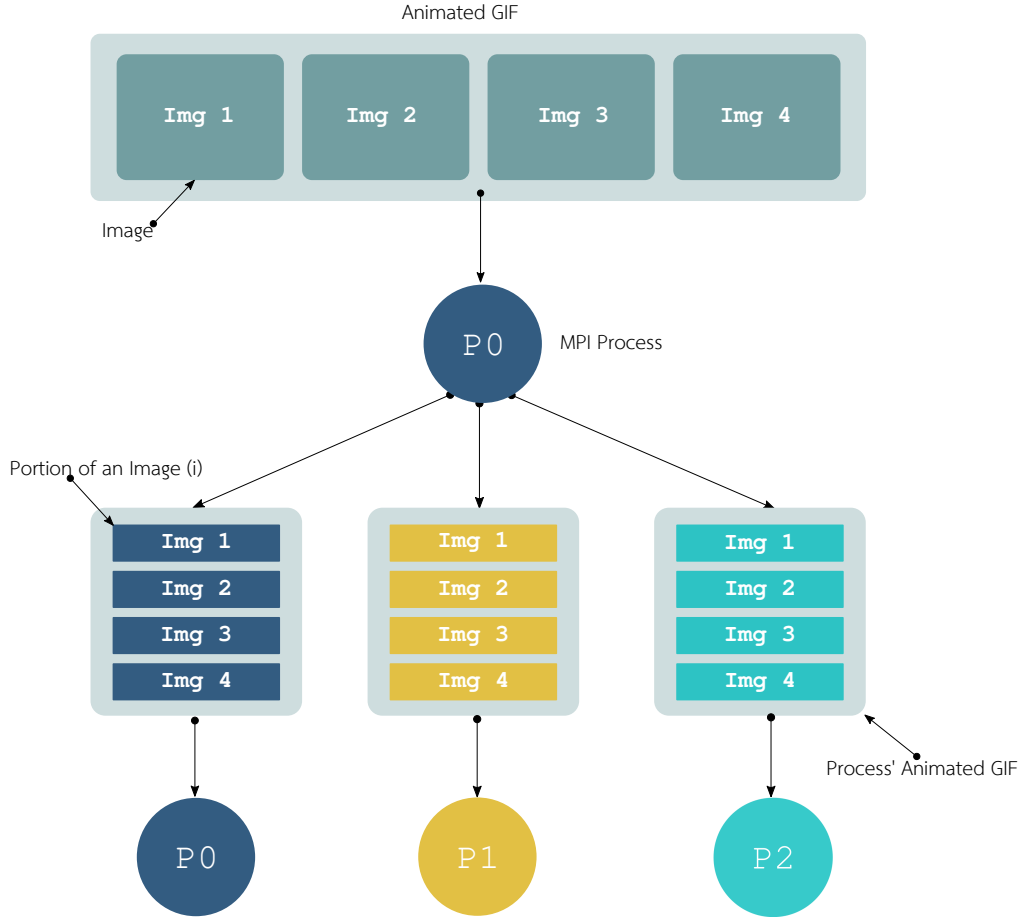 Animated GIF
Img 1 Img 2 Img 3 Img 4
Image
P0
MPI Process
Portion of an Image (i)
Img 1 Img 1 Img 1
Img 2 Img 2 Img 2
Img 3 Img 3 Img 3
Img 4 Img 4 Img 4
Process' Animated GIF
P0 P1 P2